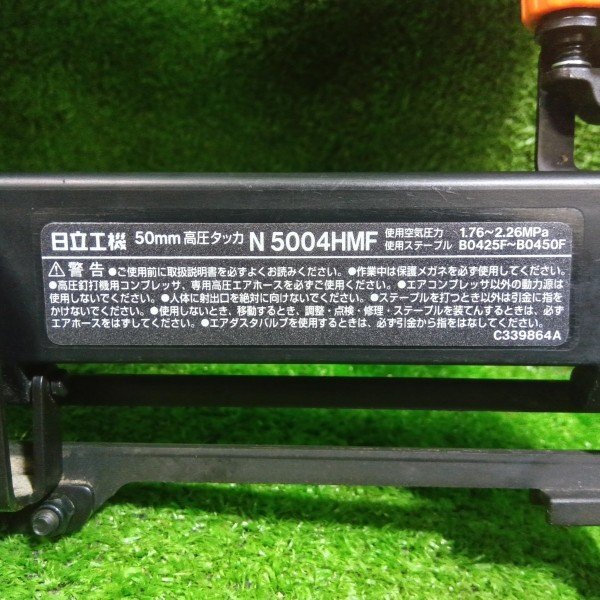 日立工機 50mm 高圧タッカ N 5004HMF 使用空気圧力 1.76~2.26MPa
使用ステープル B0425F~B0450F
⚠警告 ●ご使用前に取扱説明書を必ずよくお読みください。●作業中は保護メガネを必ず使用してください。
●高圧釘打機用コンプレッサ、専用高圧エアホースを必ずご使用ください。●エアコンプレッサ以外の動力源は
使用しないでください。●人体に射出口を絶対に向けないでください。●ステープルを打つとき以外は引金に指を
かけないでください。●使用しないとき、移動するとき、調整・点検・修理・ステープルを装てんするときは、必ず
エアホースをはずしてください。●エアダスタバルブを使用するときは、必ず引金から指をはなしてください。
C339864A